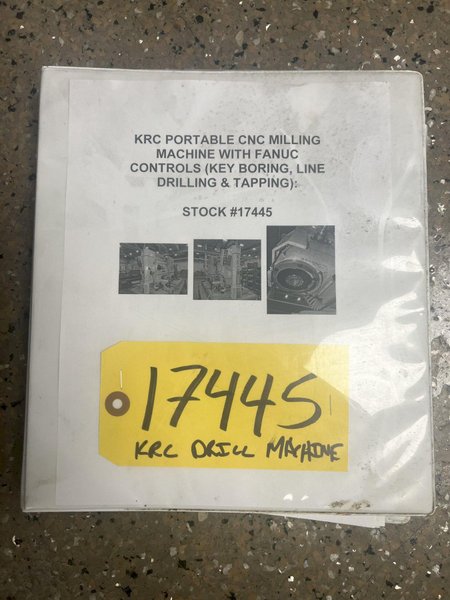 KRC PORTABLE CNC MILLING
MACHINE WITH FANUC
CONTROLS (KEY BORING, LINE
DRILLING & TAPPING):
STOCK #17445
17445
KRC DRILL MACHINE